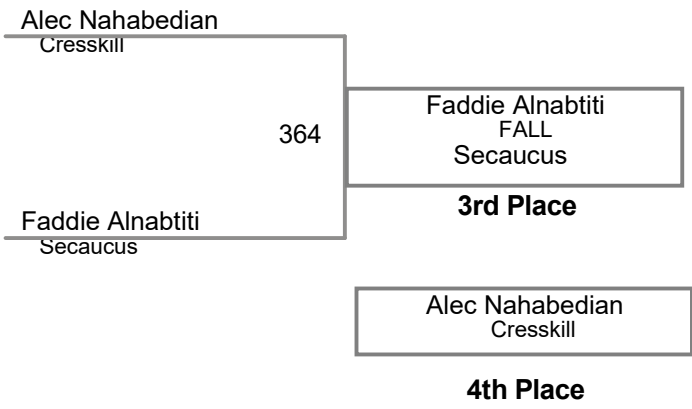 Alec Nahabedian
Cresskill
364
Faddie Alnabtiti
FALL
Secaucus
3rd Place
Faddie Alnabtiti
Secaucus
Alec Nahabedian
Cresskill
4th Place